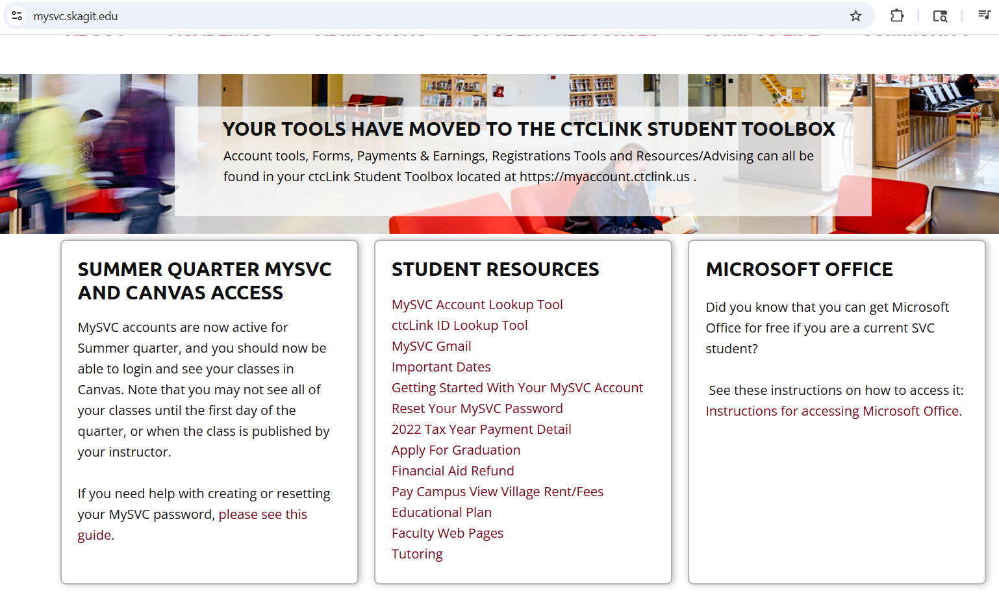 mysvc.skagit.edu
ABOUT ACADEMICS ADMISSIONS STUDENT RESOURCES CAMPUS LIFE COMMUNITY
YOUR TOOLS HAVE MOVED TO THE CTCLINK STUDENT TOOLBOX
Account tools, Forms, Payments & Earnings, Registrations Tools and Resources/Advising can all be
found in your ctcLink Student Toolbox located at https://myaccount.ctclink.us .
SUMMER QUARTER MYSVC
AND CANVAS ACCESS
MySVC accounts are now active for
Summer quarter, and you should now be
able to login and see your classes in
Canvas. Note that you may not see all of
your classes until the first day of the
quarter, or when the class is published by
your instructor.
If you need help with creating or resetting
your MySVC password, please see this
guide.
STUDENT RESOURCES
MySVC Account Lookup Tool
ctcLink ID Lookup Tool
MySVC Gmail
Important Dates
Getting Started With Your MySVC Account
Reset Your MySVC Password
2022 Tax Year Payment Detail
Apply For Graduation
Financial Aid Refund
Pay Campus View Village Rent/Fees
Educational Plan
Faculty Web Pages
Tutoring
MICROSOFT OFFICE
Did you know that you can get Microsoft
Office for free if you are a current SVC
student?
See these instructions on how to access it:
Instructions for accessing Microsoft Office.